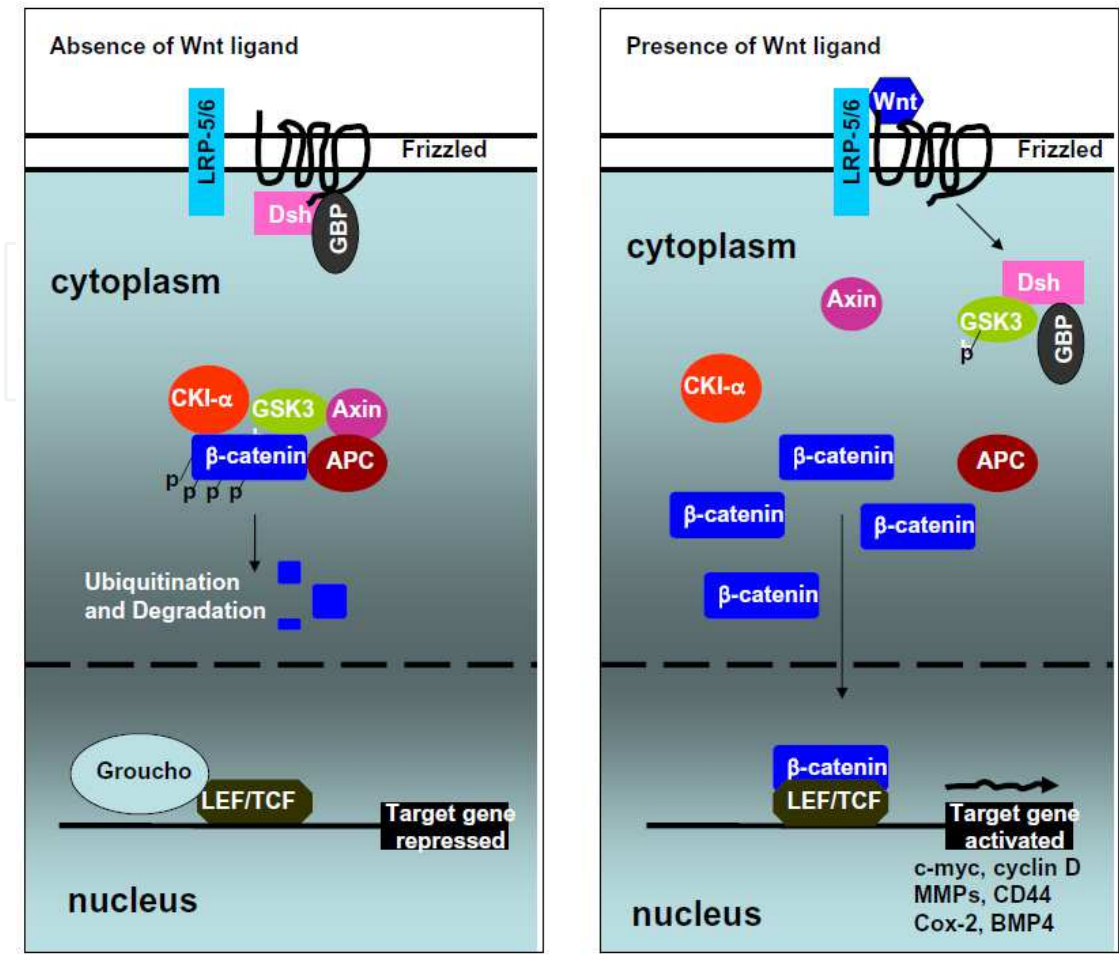 Absence of Wnt ligand
LRP-5/6
Frizzled
Dsh
GBP
cytoplasm
CKI-α
GSK3
Axin
β-catenin
APC
p
p
p
p
Ubiquitination
and Degradation
Groucho
LEF/TCF
Target gene
repressed
nucleus
Presence of Wnt ligand
Wnt
LRP-5/6
Frizzled
cytoplasm
Dsh
Axin
GSK3
p
GBP
CKI-α
β-catenin
APC
β-catenin
β-catenin
β-catenin
β-catenin
LEF/TCF
Target gene
activated
c-myc, cyclin D
MMPs, CD44
Cox-2, BMP4
nucleus